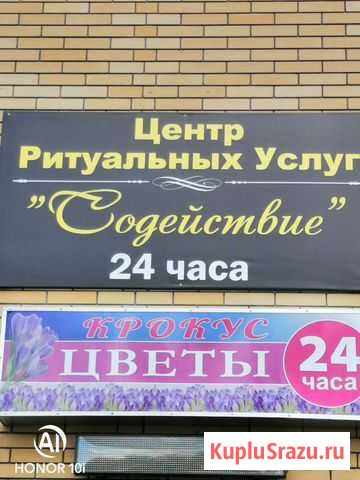 Центр
Ритуальных Услуг
"Содействие"
24 часа
КРОКУС
ЦВЕТЫ
24
часа
AI
HONOR 10i
KupluSrazu.ru